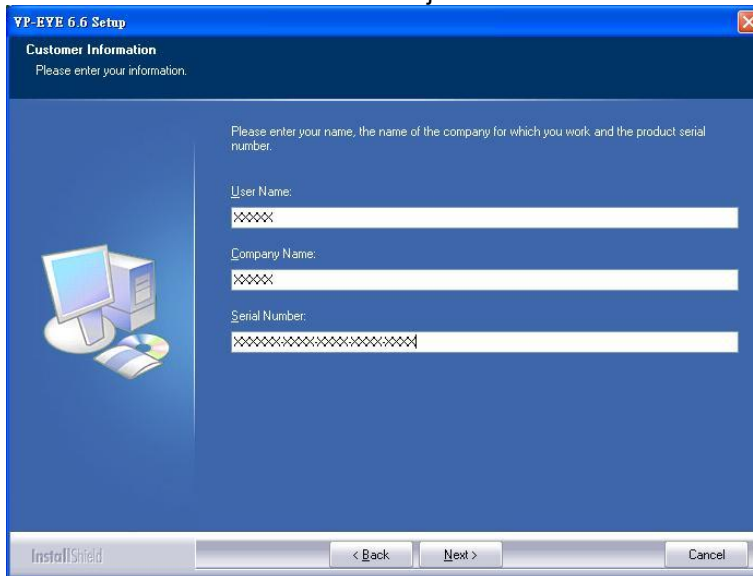 VP-EYE 6.6 Setup
Customer Information
Please enter your information.
Please enter your name, the name of the company for which you work and the product serial
number.
User Name:
XXXXX
Company Name:
XXXXX
Serial Number:
XXXXXX-XXXX-XXXX-XXXX-XXXX
InstallShield
< Back
Next >
Cancel